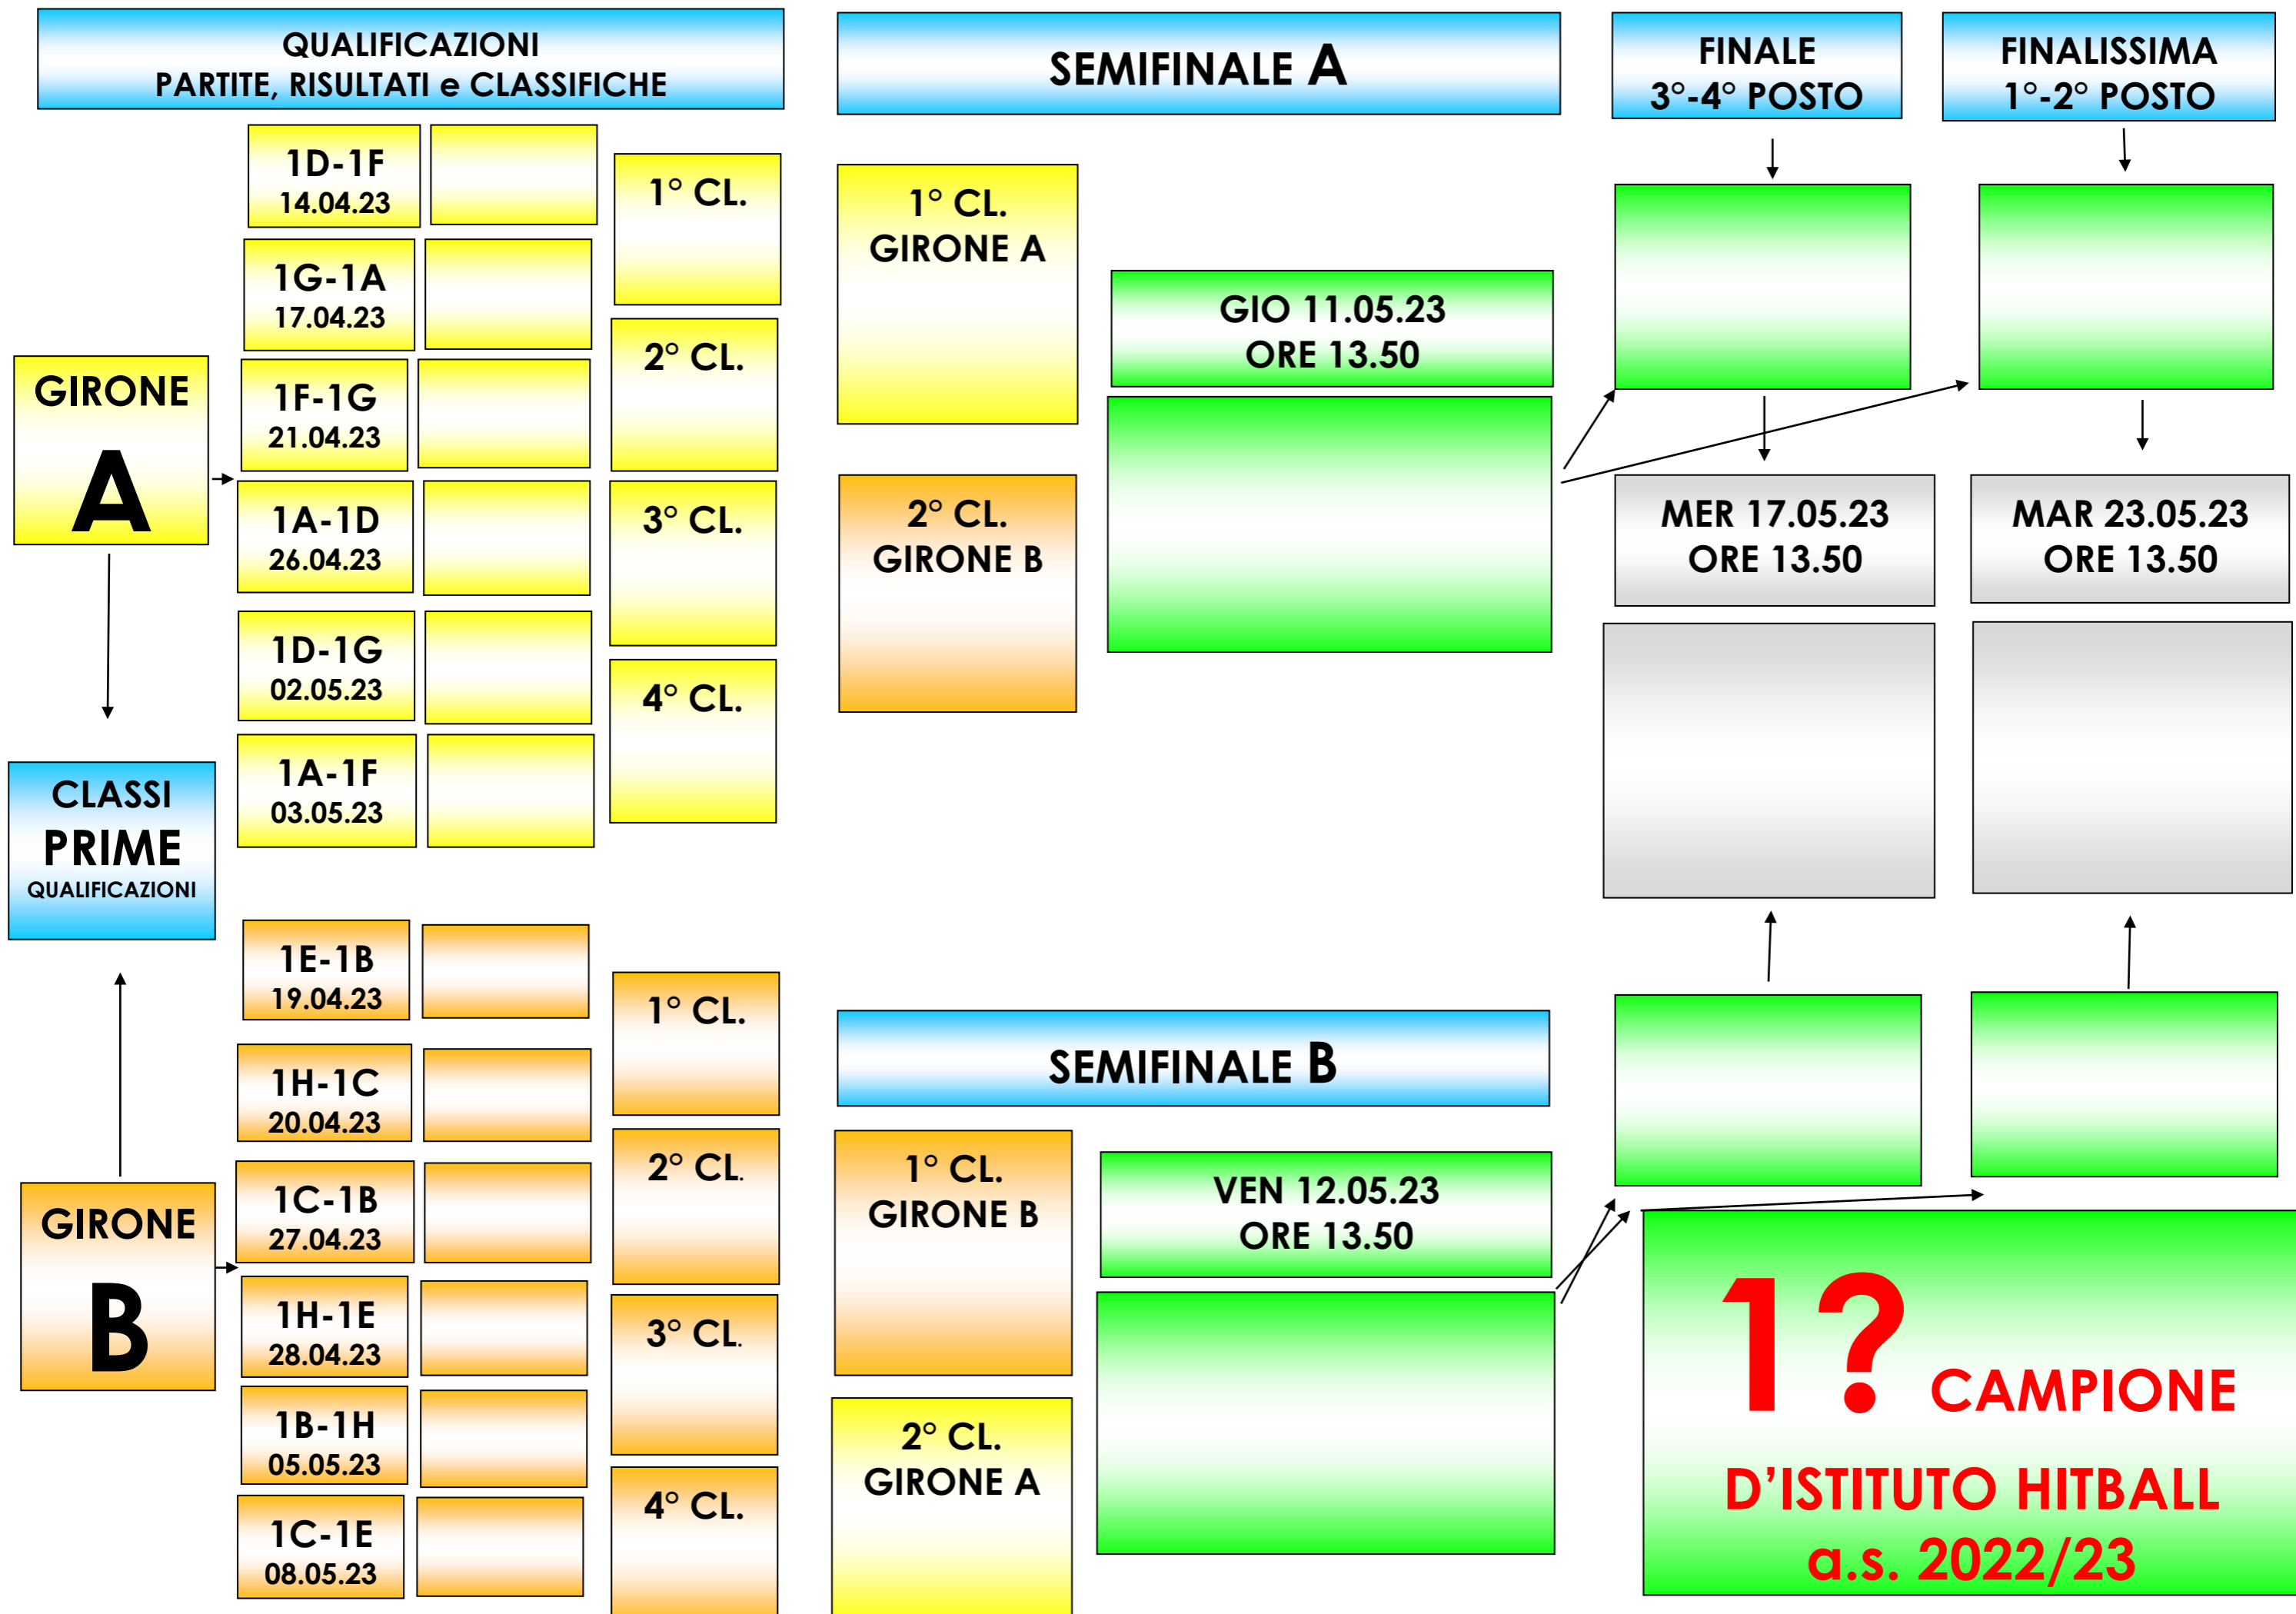 QUALIFICAZIONI
PARTITE, RISULTATI e CLASSIFICHE
SEMIFINALE A
FINALE
3°-4° POSTO
FINALISSIMA
1°-2° POSTO
GIRONE
A
1D-1F
14.04.23
1G-1A
17.04.23
1F-1G
21.04.23
1A-1D
26.04.23
1D-1G
02.05.23
1A-1F
03.05.23
1° CL.
2° CL.
3° CL.
4° CL.
1° CL.
GIRONE A
2° CL.
GIRONE B
GIO 11.05.23
ORE 13.50
MER 17.05.23
ORE 13.50
MAR 23.05.23
ORE 13.50
CLASSI
PRIME
QUALIFICAZIONI
GIRONE
B
1E-1B
19.04.23
1H-1C
20.04.23
1C-1B
27.04.23
1H-1E
28.04.23
1B-1H
05.05.23
1C-1E
08.05.23
1° CL.
2° CL.
3° CL.
4° CL.
SEMIFINALE B
1° CL.
GIRONE B
2° CL.
GIRONE A
VEN 12.05.23
ORE 13.50
1? CAMPIONE
D'ISTITUTO HITBALL
a.s. 2022/23